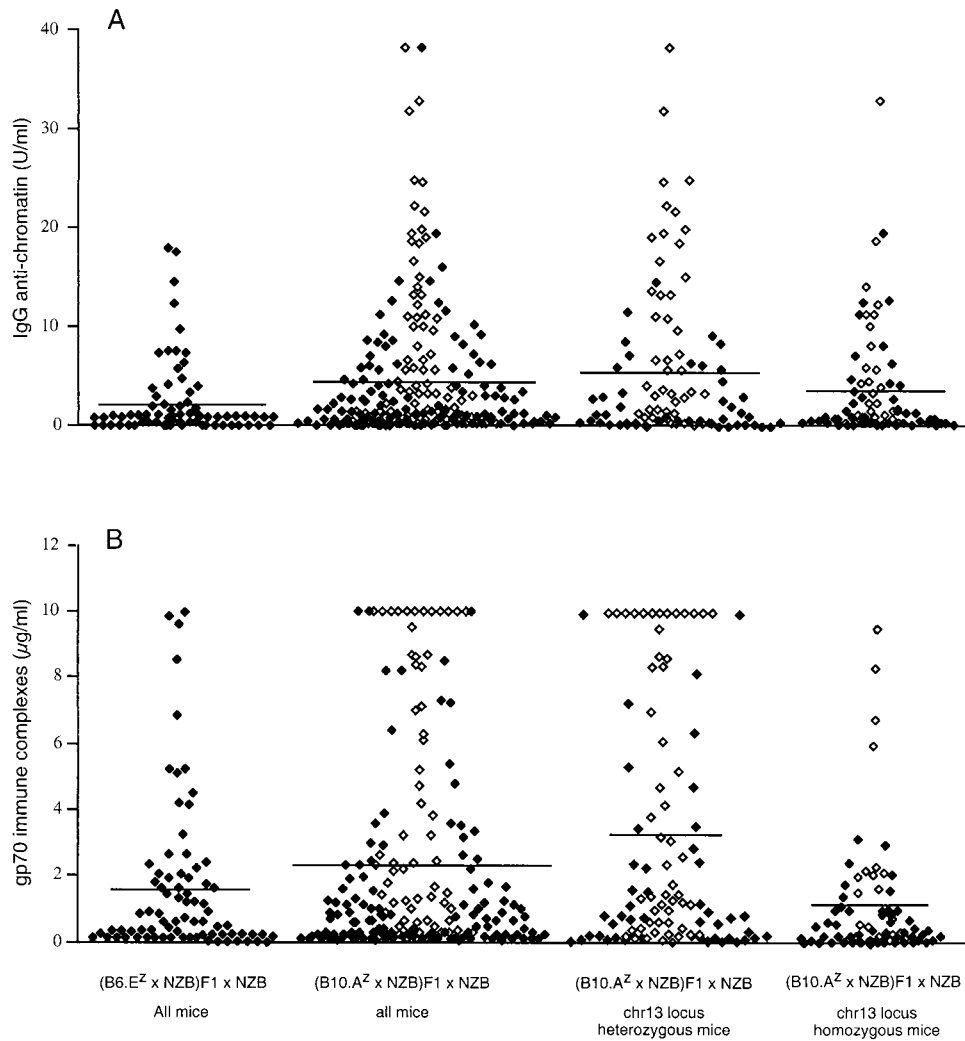 A
40
30
20
10
0
IgG anti-chromatin (U/ml)
B
12
10
8
6
4
2
0
gp70 immune complexes (µg/ml)
(B6.E^Z x NZB)F1 x NZB
All mice
(B10.A^Z x NZB)F1 x NZB
all mice
(B10.A^Z x NZB)F1 x NZB
chr13 locus
heterozygous mice
(B10.A^Z x NZB)F1 x NZB
chr13 locus
homozygous mice